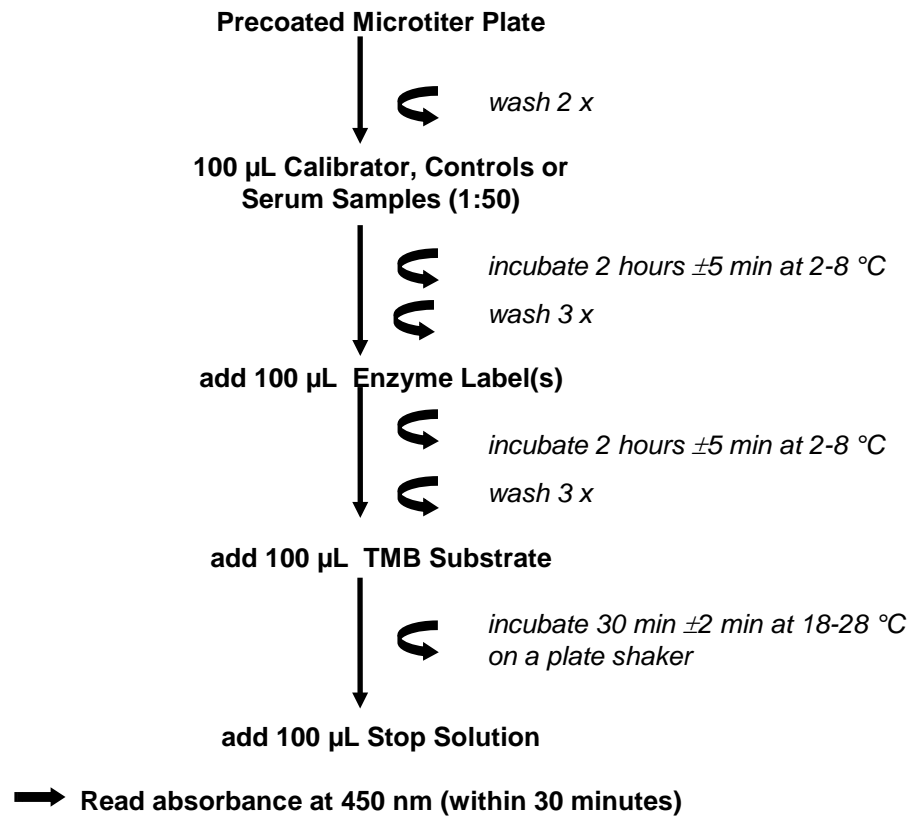 Precoated Microtiter Plate
wash 2 x
100 µL Calibrator, Controls or
Serum Samples (1:50)
incubate 2 hours ±5 min at 2-8 °C
wash 3 x
add 100 µL  Enzyme Label(s)
incubate 2 hours ±5 min at 2-8 °C
wash 3 x
add 100 µL  TMB Substrate
incubate 30 min ±2 min at 18-28 °C
on a plate shaker
add 100 µL Stop Solution
Read absorbance at 450 nm (within 30 minutes)